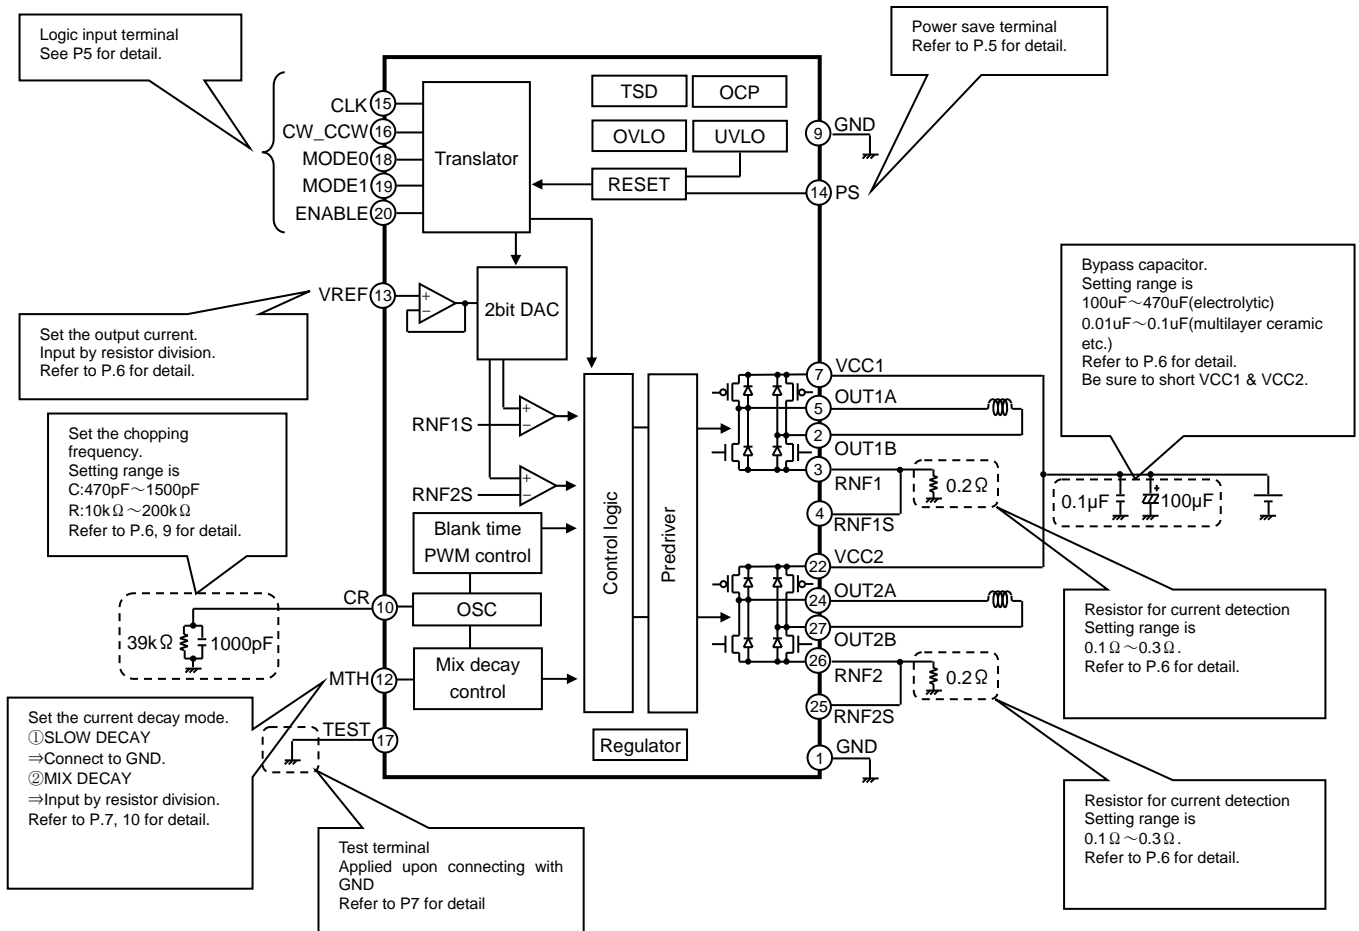 Logic input terminal
See P5 for detail.
Power save terminal
Refer to P.5 for detail.
CLK 15
CW_CCW 16
MODE0 18
MODE1 19
ENABLE 20
Translator
TSD
OCP
OVLO
UVLO
RESET
9 GND
14 PS
VREF 13
+
−
2bit DAC
Set the output current.
Input by resistor division.
Refer to P.6 for detail.
Bypass capacitor.
Setting range is
100uF～470uF(electrolytic)
0.01uF～0.1uF(multilayer ceramic
etc.)
Refer to P.6 for detail.
Be sure to short VCC1 & VCC2.
Set the chopping
frequency.
Setting range is
C:470pF～1500pF
R:10kΩ～200kΩ
Refer to P.6, 9 for detail.
RNF1S
+
−
RNF2S
+
−
Blank time
PWM control
OSC
Mix decay
control
Control logic
Predriver
Regulator
7 VCC1
5 OUT1A
2
OUT1B
3
RNF1
4
RNF1S
0.2Ω
0.1μF
+
100μF
22 VCC2
24 OUT2A
27
OUT2B
26
RNF2
25
RNF2S
0.2Ω
1 GND
CR 10
39kΩ
1000pF
MTH 12
TEST 17
Set the current decay mode.
①SLOW DECAY
⇒Connect to GND.
②MIX DECAY
⇒Input by resistor division.
Refer to P.7, 10 for detail.
Test terminal
Applied upon connecting with
GND
Refer to P7 for detail
Resistor for current detection
Setting range is
0.1Ω～0.3Ω.
Refer to P.6 for detail.
Resistor for current detection
Setting range is
0.1Ω～0.3Ω.
Refer to P.6 for detail.